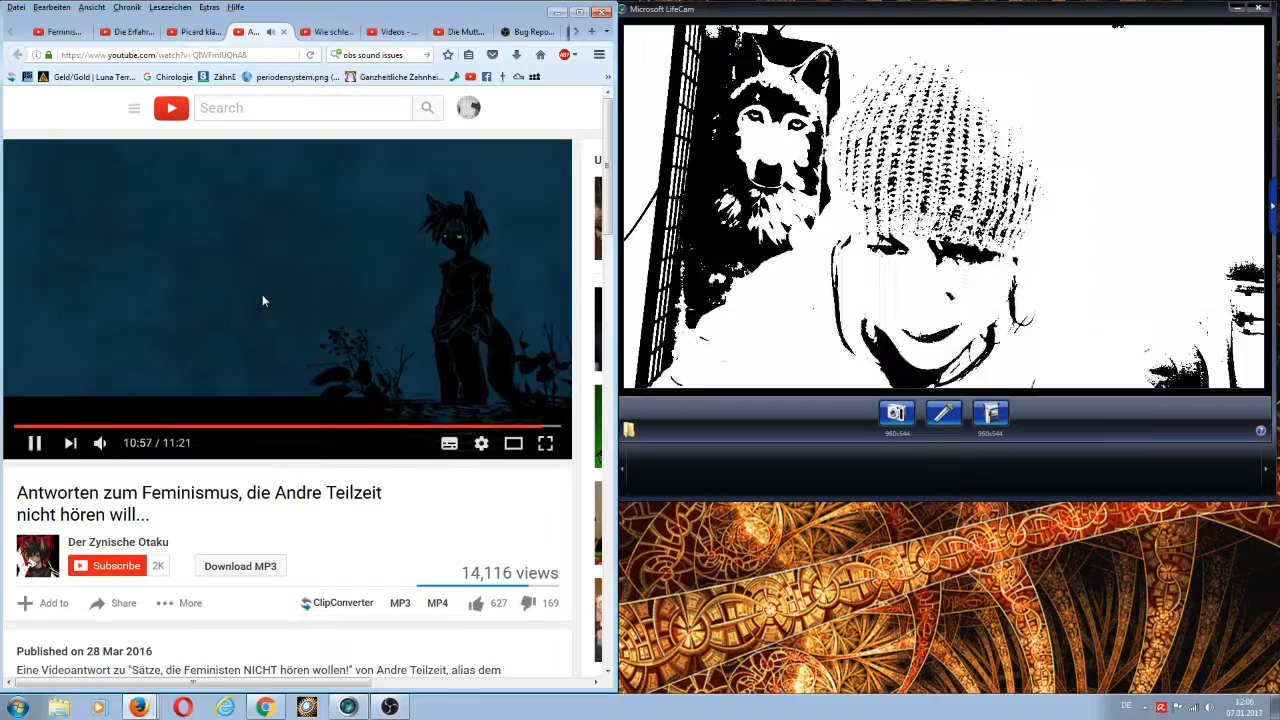 Datei Bearbeiten Ansicht Chronik Lesezeichen Extras Hilfe
Microsoft LifeCam
Feminis...
Die Erfahr...
Picard klä...
A...
Wie schle...
Videos - ...
Die Mutt...
Bug Repo...
https://www.youtube.com/watch?v=QlWFmIUQhA8
obs sound issues
ABP
Geld/Gold | Luna Terr...
Chirologie
ZahnE
periodensystem.png (...
Ganzheitliche Zahnhei...
Search
U
10:57 / 11:21
960x544
960x544
Antworten zum Feminismus, die Andre Teilzeit
nicht hören will...
Der Zynische Otaku
Subscribe 2K
Download MP3
14,116 views
Add to Share More
ClipConverter MP3 MP4 627 169
Published on 28 Mar 2016
Eine Videoantwort zu "Sätze, die Feministen NICHT hören wollen!" von Andre Teilzeit, alias dem
DE
12:06
07.01.2017